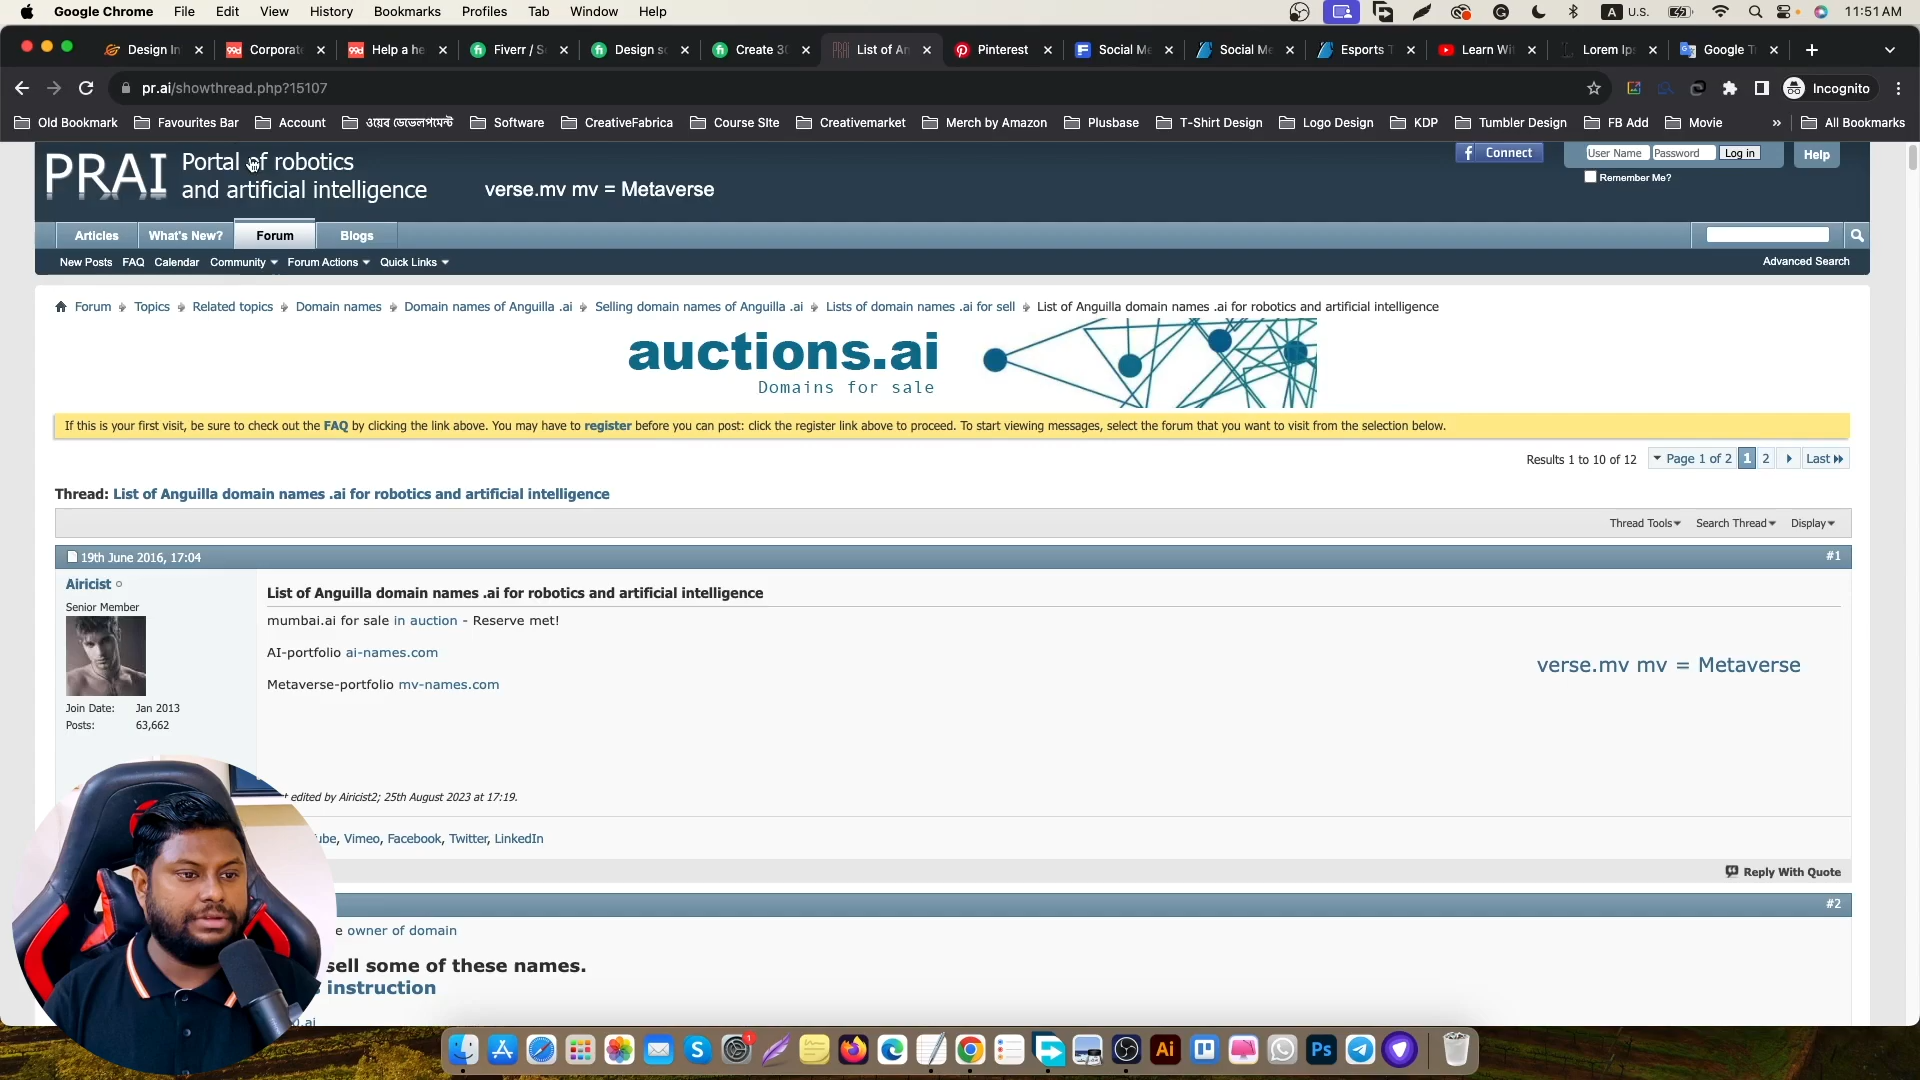 Google Chrome File Edit View History Bookmarks Profiles Tab Window Help A U.S. 11:51 AM
Design In 99d Corporat 99d Help a he Fiverr / S Design sc Create 30 List of An Pinterest Social Me Social Me Esports T Learn Wi Lorem Ip Google T
pr.ai/showthread.php?15107 Incognito
Old Bookmark Favourites Bar Account ওয়েব ডেভেলপমেন্ট Software CreativeFabrica Course SIte Creativemarket Merch by Amazon Plusbase T-Shirt Design Logo Design KDP Tumbler Design FB Add Movie » All Bookmarks
PRAI Portal of robotics
and artificial intelligence
verse.mv mv = Metaverse
f Connect
User Name Password Log in Help
Remember Me?
Articles What's New? Forum Blogs
New Posts FAQ Calendar Community Forum Actions Quick Links Advanced Search
Forum Topics Related topics Domain names Domain names of Anguilla .ai Selling domain names of Anguilla .ai Lists of domain names .ai for sell List of Anguilla domain names .ai for robotics and artificial intelligence
auctions.ai
Domains for sale
If this is your first visit, be sure to check out the FAQ by clicking the link above. You may have to register before you can post: click the register link above to proceed. To start viewing messages, select the forum that you want to visit from the selection below.
Results 1 to 10 of 12 Page 1 of 2 1 2 Last
Thread: List of Anguilla domain names .ai for robotics and artificial intelligence
Thread Tools Search Thread Display
19th June 2016, 17:04 #1
Airicist
Senior Member
Join Date: Jan 2013
Posts: 63,662
List of Anguilla domain names .ai for robotics and artificial intelligence
mumbai.ai for sale in auction - Reserve met!
AI-portfolio ai-names.com
Metaverse-portfolio mv-names.com
verse.mv mv = Metaverse
t edited by Airicist2; 25th August 2023 at 17:19.
ube, Vimeo, Facebook, Twitter, LinkedIn
Reply With Quote
#2
e owner of domain
sell some of these names.
instruction
.ai
1 Ai Ps